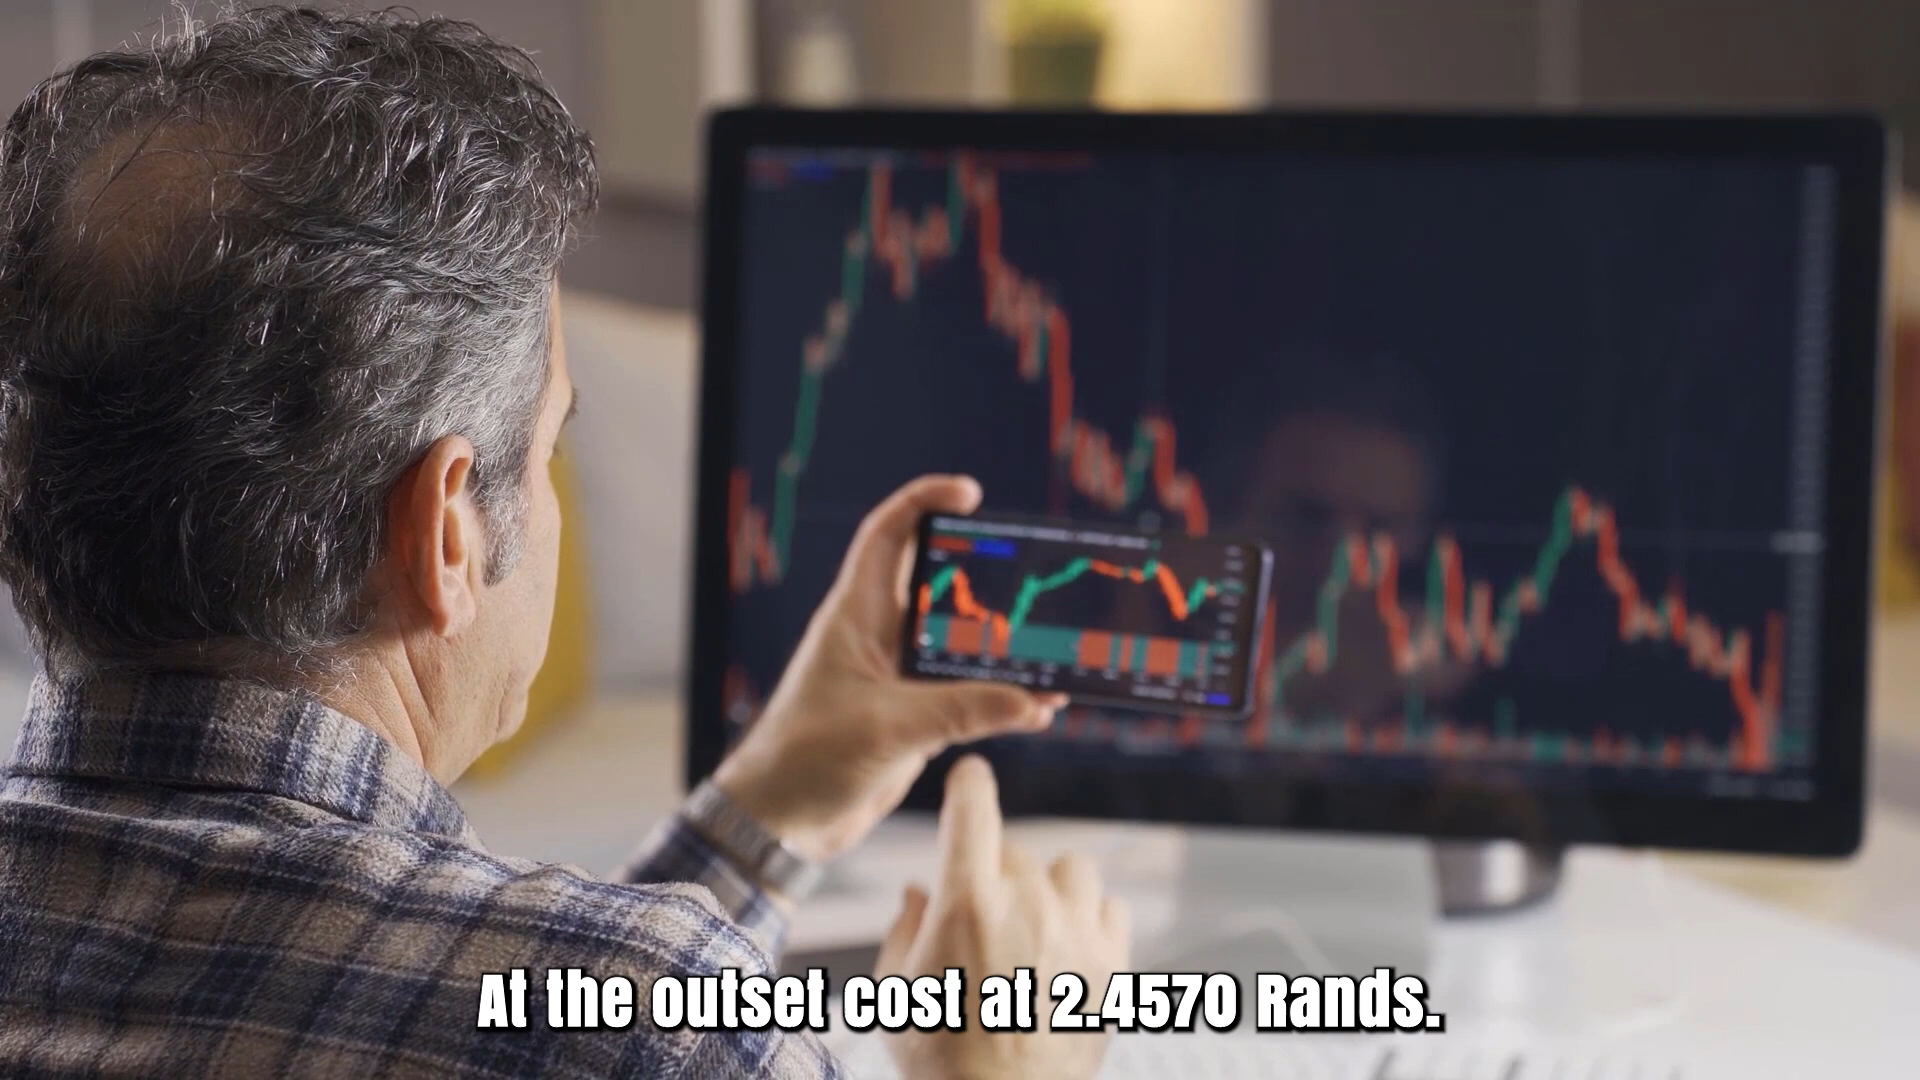 At the outset cost at 2.4570 Rands.